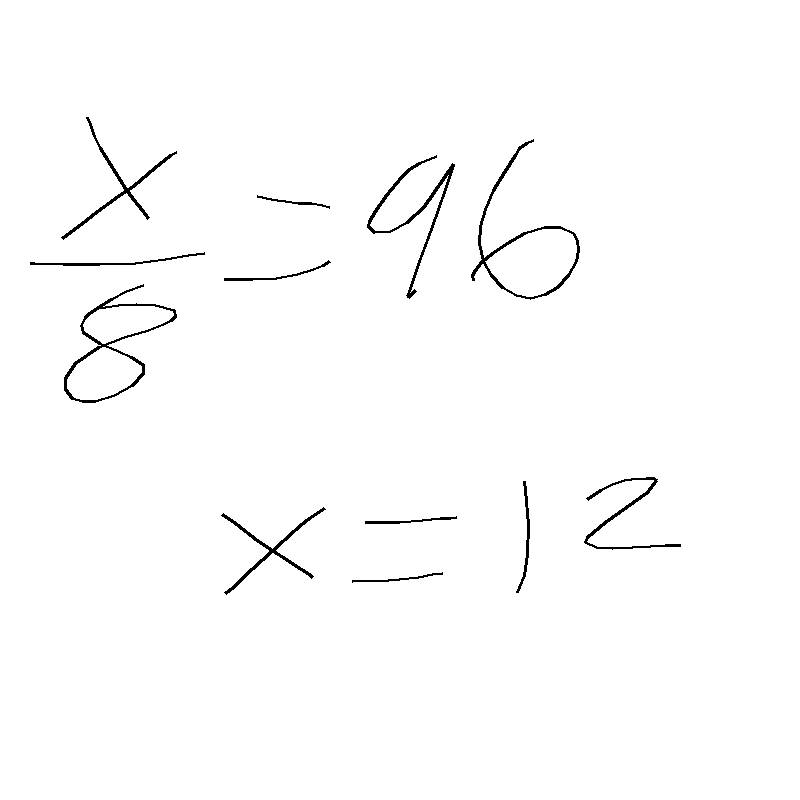 x/8 = 96
x = 12